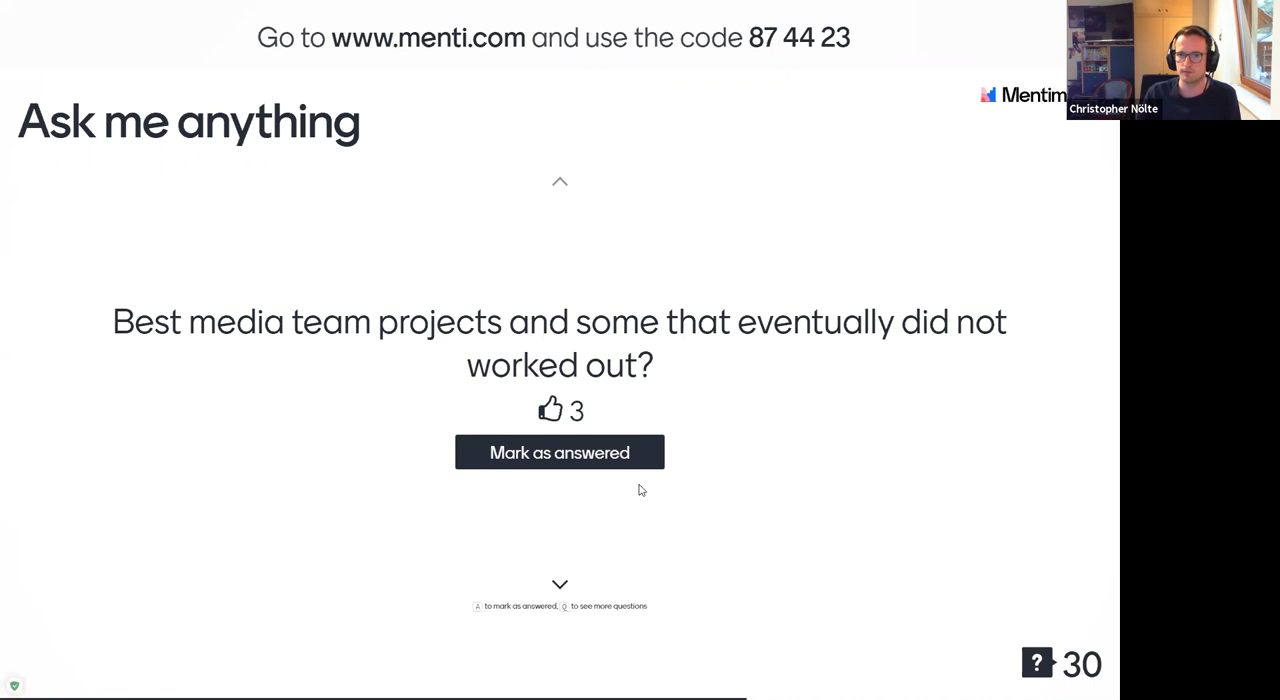 Go to www.menti.com and use the code 87 44 23
Mentim
Christopher Nölte
Ask me anything
Best media team projects and some that eventually did not
worked out?
3
Mark as answered
A to mark as answered, Q to see more questions
? 30